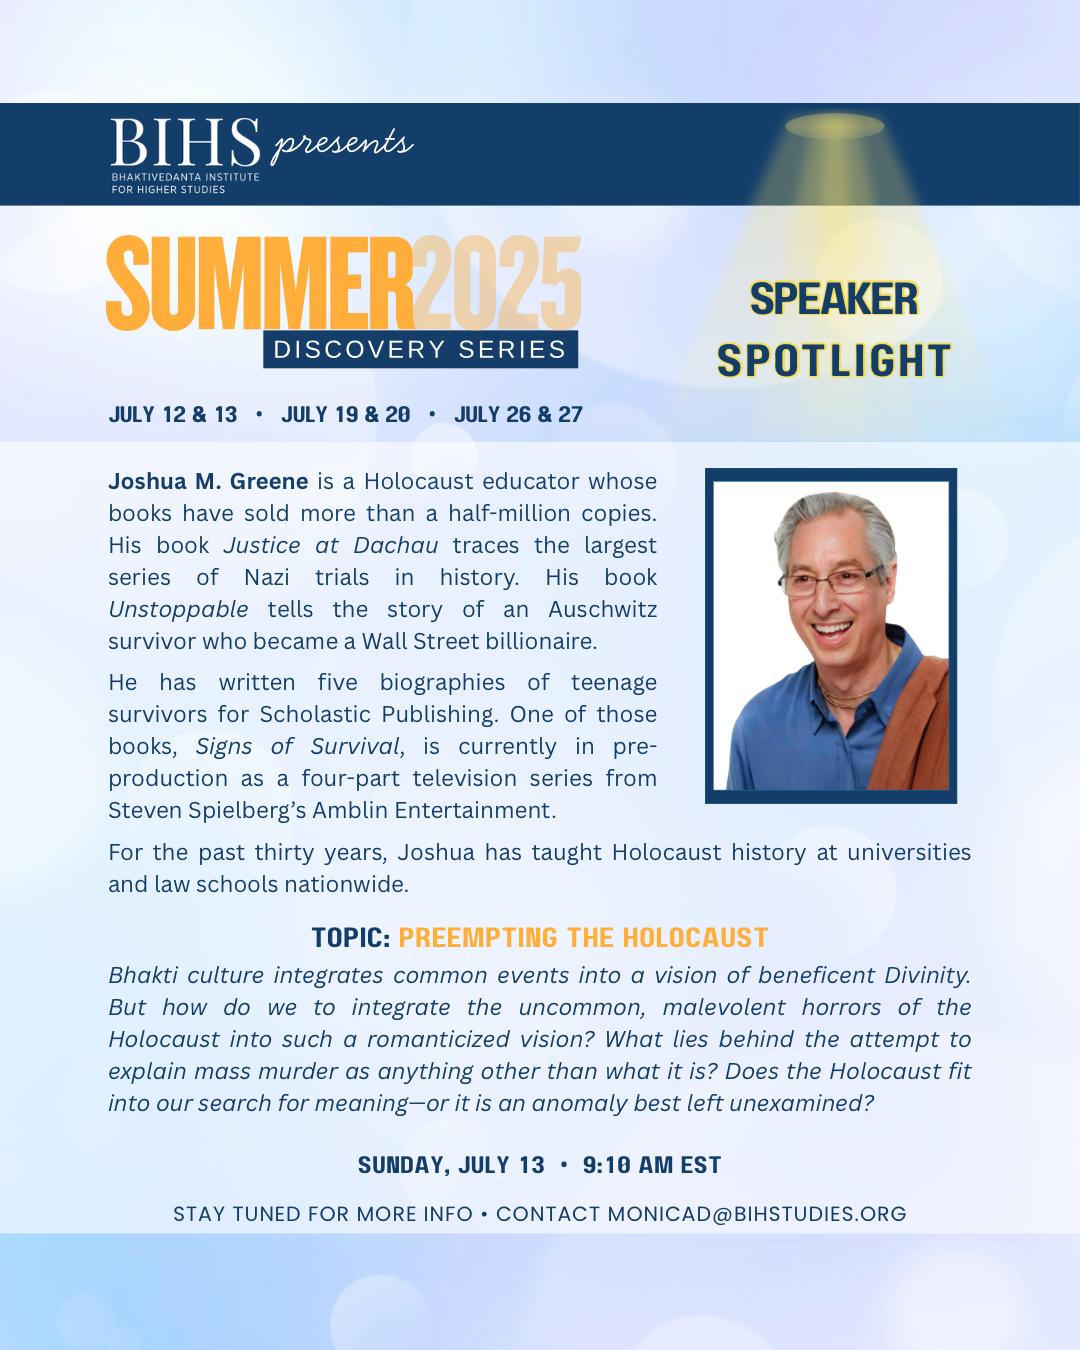 BIHS presents
BHAKTIVEDANTA INSTITUTE
FOR HIGHER STUDIES
SUMMER2025
DISCOVERY SERIES
JULY 12 & 13 • JULY 19 & 20 • JULY 26 & 27
SPEAKER
SPOTLIGHT
Joshua M. Greene is a Holocaust educator whose
books have sold more than a half-million copies.
His book Justice at Dachau traces the largest
series of Nazi trials in history. His book
Unstoppable tells the story of an Auschwitz
survivor who became a Wall Street billionaire.
He has written five biographies of teenage
survivors for Scholastic Publishing. One of those
books, Signs of Survival, is currently in pre-
production as a four-part television series from
Steven Spielberg’s Amblin Entertainment.
For the past thirty years, Joshua has taught Holocaust history at universities
and law schools nationwide.
TOPIC: PREEMPTING THE HOLOCAUST
Bhakti culture integrates common events into a vision of beneficent Divinity.
But how do we to integrate the uncommon, malevolent horrors of the
Holocaust into such a romanticized vision? What lies behind the attempt to
explain mass murder as anything other than what it is? Does the Holocaust fit
into our search for meaning—or it is an anomaly best left unexamined?
SUNDAY, JULY 13 • 9:10 AM EST
STAY TUNED FOR MORE INFO • CONTACT MONICAD@BIHSTUDIES.ORG